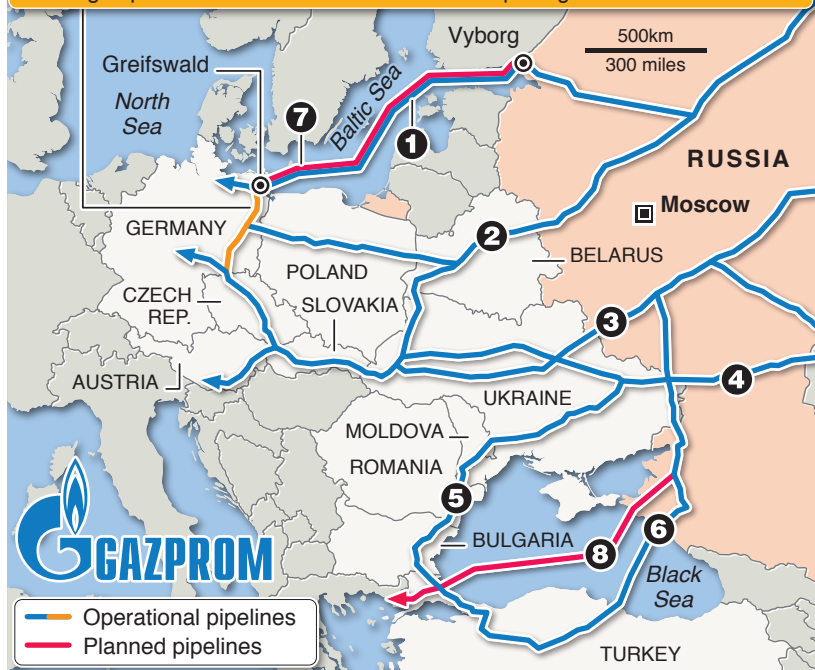 Vyborg
500km
300 miles
Greifswald
North
Sea
Baltic Sea
7
1
RUSSIA
Moscow
GERMANY
2
BELARUS
POLAND
CZECH
REP.
SLOVAKIA
3
AUSTRIA
4
UKRAINE
MOLDOVA
ROMANIA
5
6
BULGARIA
8
GAZPROM
Black
Sea
Operational pipelines
Planned pipelines
TURKEY